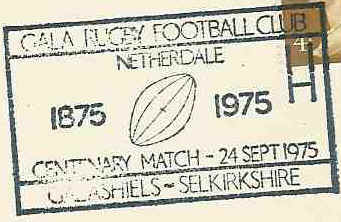 GALA RUGBY FOOTBALL CLUB
NETHERDALE
1875 1975
CENTENARY MATCH - 24 SEPT 1975
GALASHIELS ~ SELKIRKSHIRE